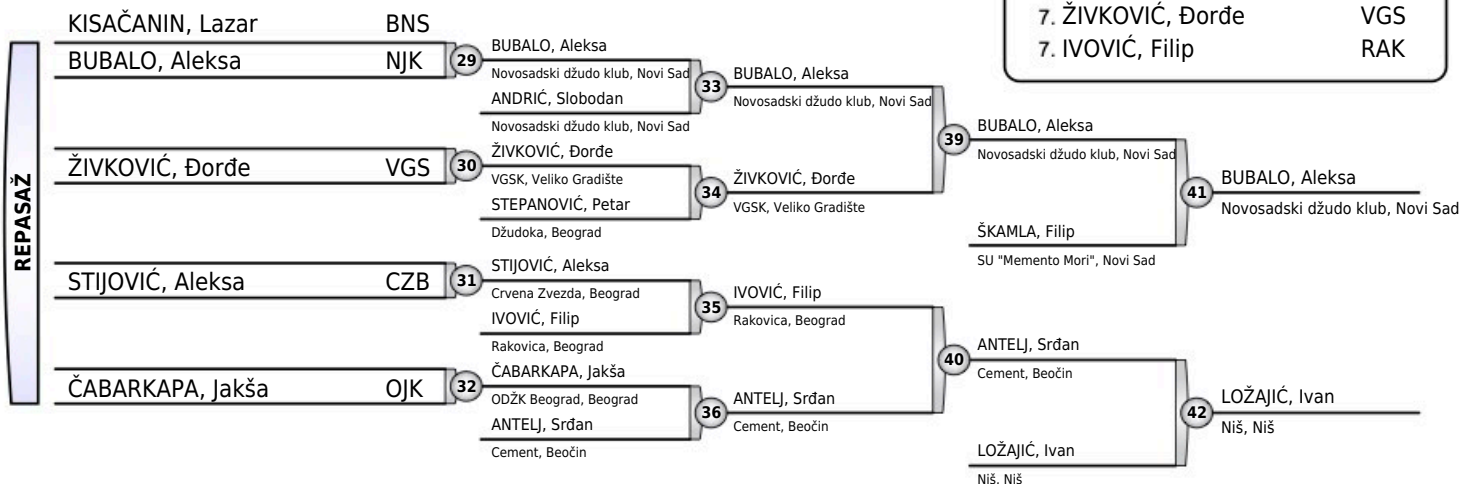 7. ŽIVKOVIĆ, Đorđe VGS
7. IVOVIĆ, Filip RAK
REPASAŽ
KISAČANIN, Lazar BNS
BUBALO, Aleksa NJK
29
ŽIVKOVIĆ, Đorđe VGS
30
STIJOVIĆ, Aleksa CZB
31
ČABARKAPA, Jakša OJK
32
BUBALO, Aleksa
Novosadski džudo klub, Novi Sad
ANDRIĆ, Slobodan
Novosadski džudo klub, Novi Sad
33
ŽIVKOVIĆ, Đorđe
VGSK, Veliko Gradište
STEPANOVIĆ, Petar
Džudoka, Beograd
34
STIJOVIĆ, Aleksa
Crvena Zvezda, Beograd
IVOVIĆ, Filip
Rakovica, Beograd
35
ČABARKAPA, Jakša
ODŽK Beograd, Beograd
ANTELJ, Srđan
Cement, Beočin
36
BUBALO, Aleksa
Novosadski džudo klub, Novi Sad
39
ŽIVKOVIĆ, Đorđe
VGSK, Veliko Gradište
IVOVIĆ, Filip
Rakovica, Beograd
40
ANTELJ, Srđan
Cement, Beočin
BUBALO, Aleksa
Novosadski džudo klub, Novi Sad
41
ŠKAMLA, Filip
SU "Memento Mori", Novi Sad
ANTELJ, Srđan
Cement, Beočin
42
LOŽAJIĆ, Ivan
Niš, Niš
BUBALO, Aleksa
Novosadski džudo klub, Novi Sad
LOŽAJIĆ, Ivan
Niš, Niš